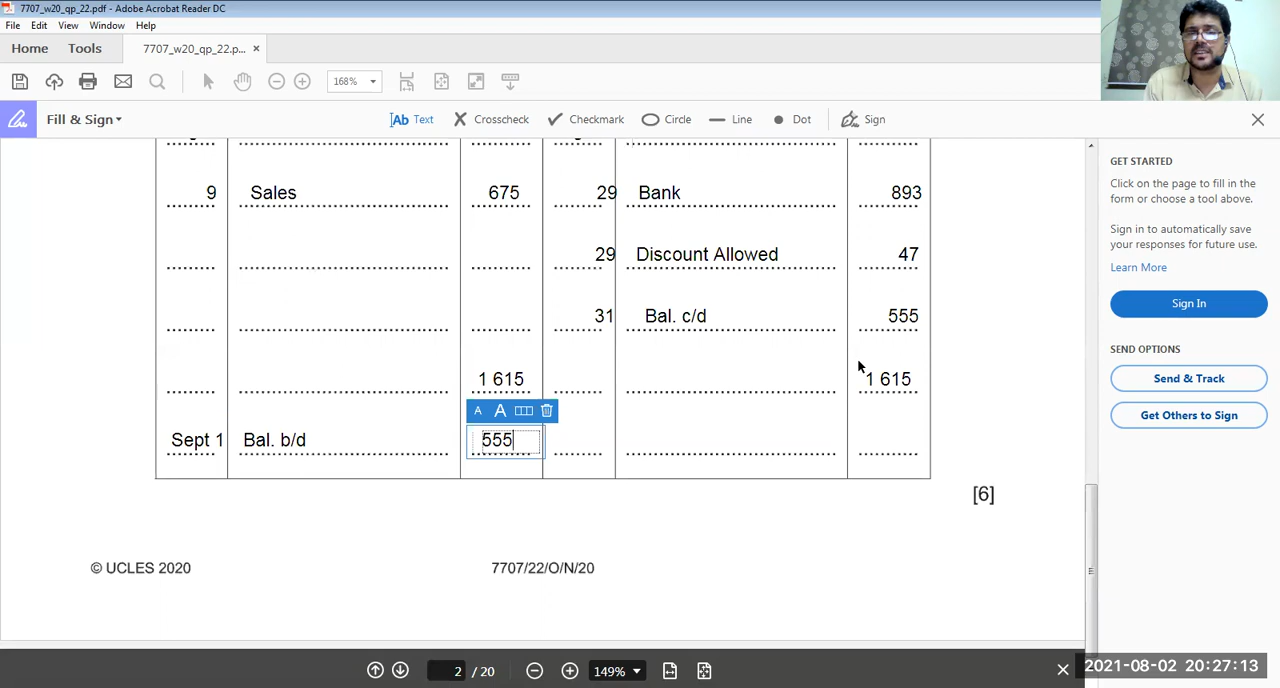 7707_w20_qp_22.pdf - Adobe Acrobat Reader DC
File Edit View Window Help
Home Tools 7707_w20_qp_22.p... ×
168%
Fill & Sign Ab Text Crosscheck Checkmark Circle Line Dot Sign
9 Sales 675 29 Bank 893
29 Discount Allowed 47
31 Bal. c/d 555
1 615 1 615
A A
Sept 1 Bal. b/d 555
[6]
© UCLES 2020 7707/22/O/N/20
GET STARTED
Click on the page to fill in the
form or choose a tool above.
Sign in to automatically save
your responses for future use.
Learn More
Sign In
SEND OPTIONS
Send & Track
Get Others to Sign
2 / 20 149%
2021-08-02 20:27:13